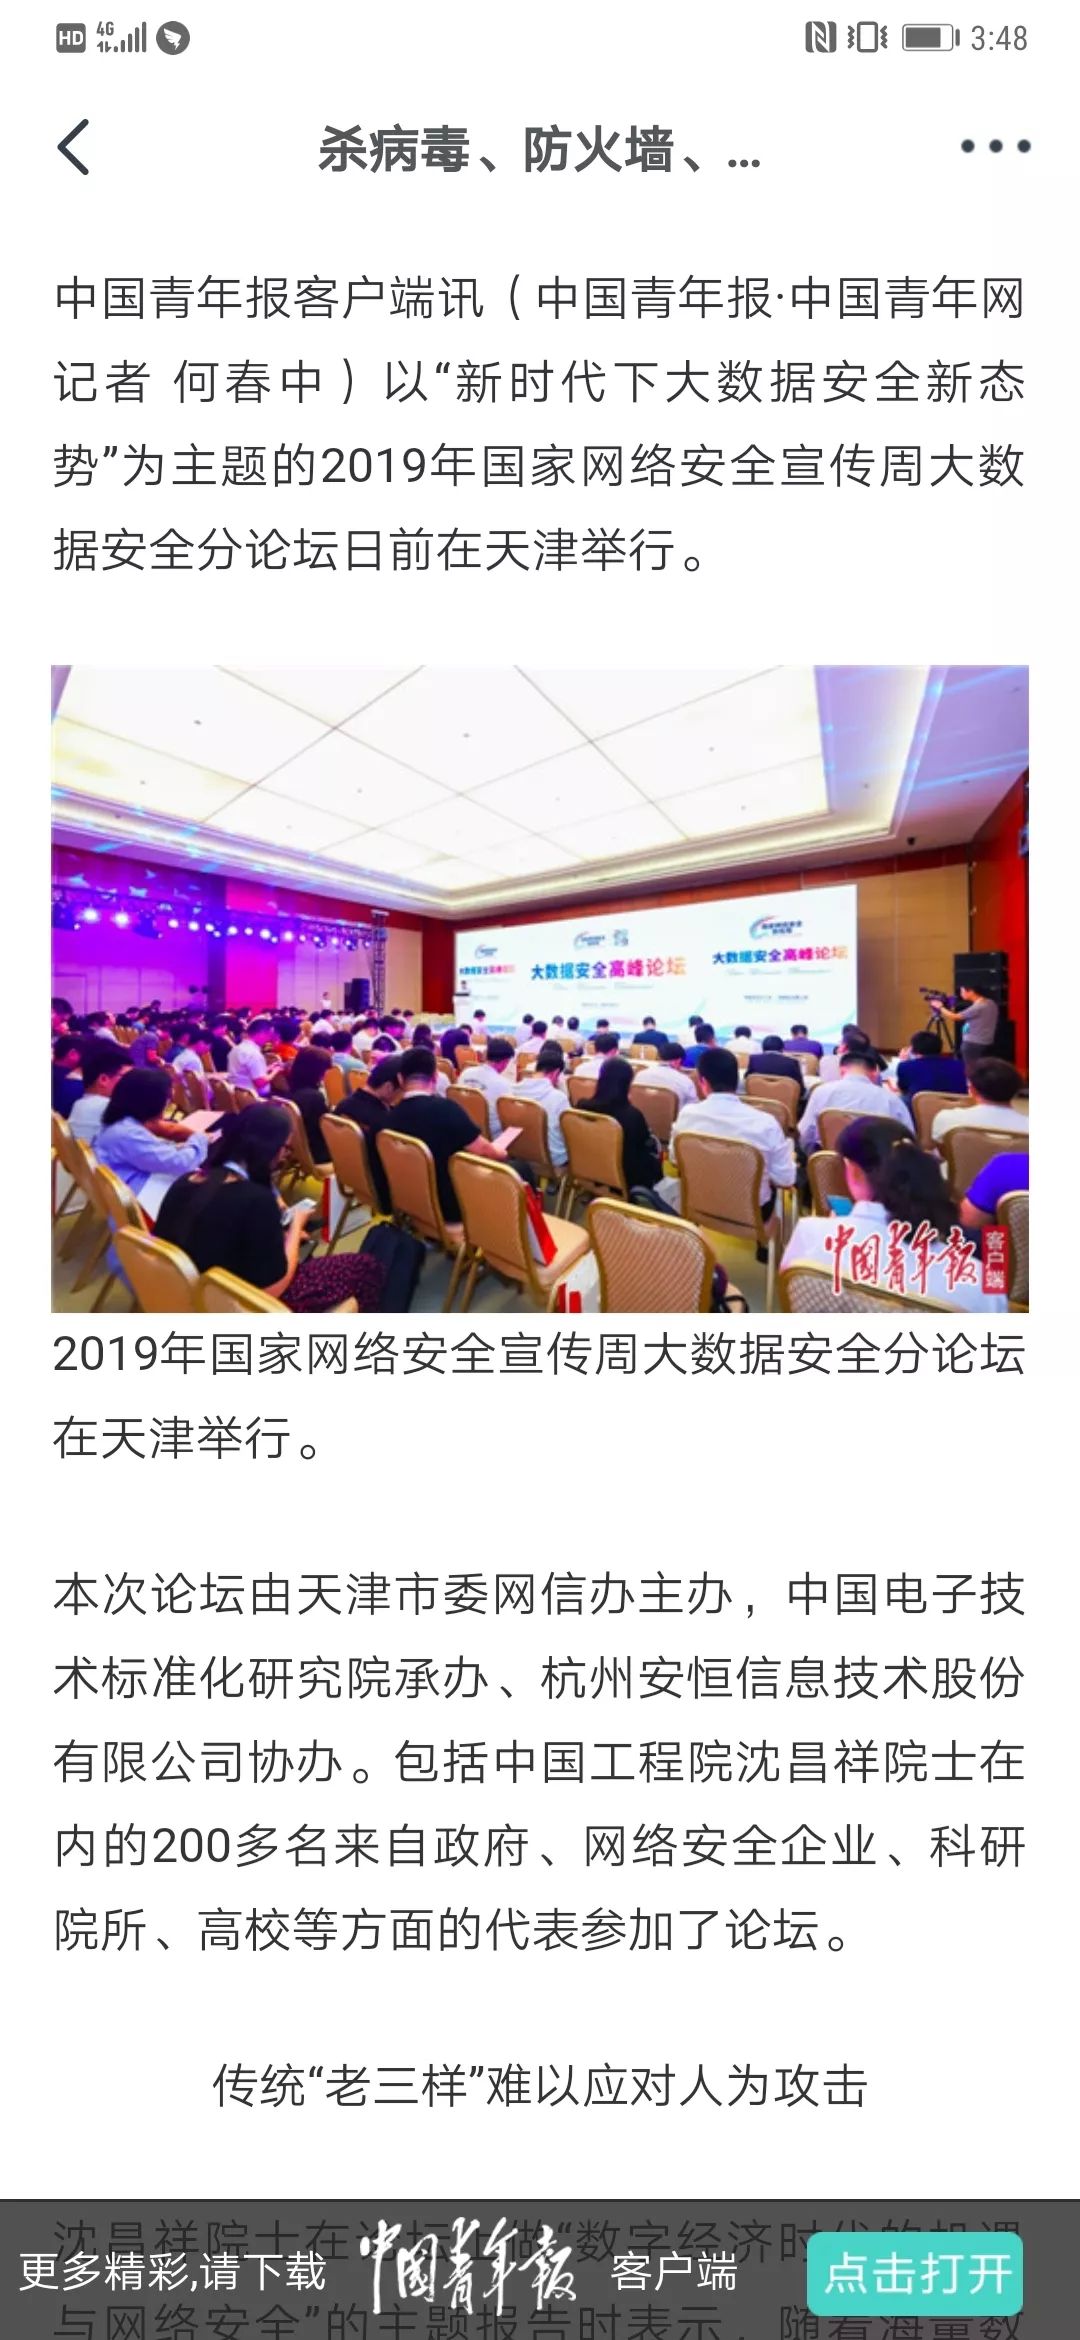 HD 4G 3:48
杀病毒、防火墙、...
中国青年报客户端讯（中国青年报·中国青年网
记者 何春中）以“新时代下大数据安全新态
势”为主题的2019年国家网络安全宣传周大数
据安全分论坛日前在天津举行。
大数据安全高峰论坛
大数据安全高峰论坛
大数据安全高峰论坛
中国青年报 客户端
2019年国家网络安全宣传周大数据安全分论坛
在天津举行。
本次论坛由天津市委网信办主办，中国电子技
术标准化研究院承办、杭州安恒信息技术股份
有限公司协办。包括中国工程院沈昌祥院士在
内的200多名来自政府、网络安全企业、科研
院所、高校等方面的代表参加了论坛。
传统“老三样”难以应对人为攻击
沈昌祥院士在论坛上做“数字经济时代的机遇
更多精彩,请下载 中国青年报 客户端 点击打开
与网络安全”的主题报告时表示，随着海量数